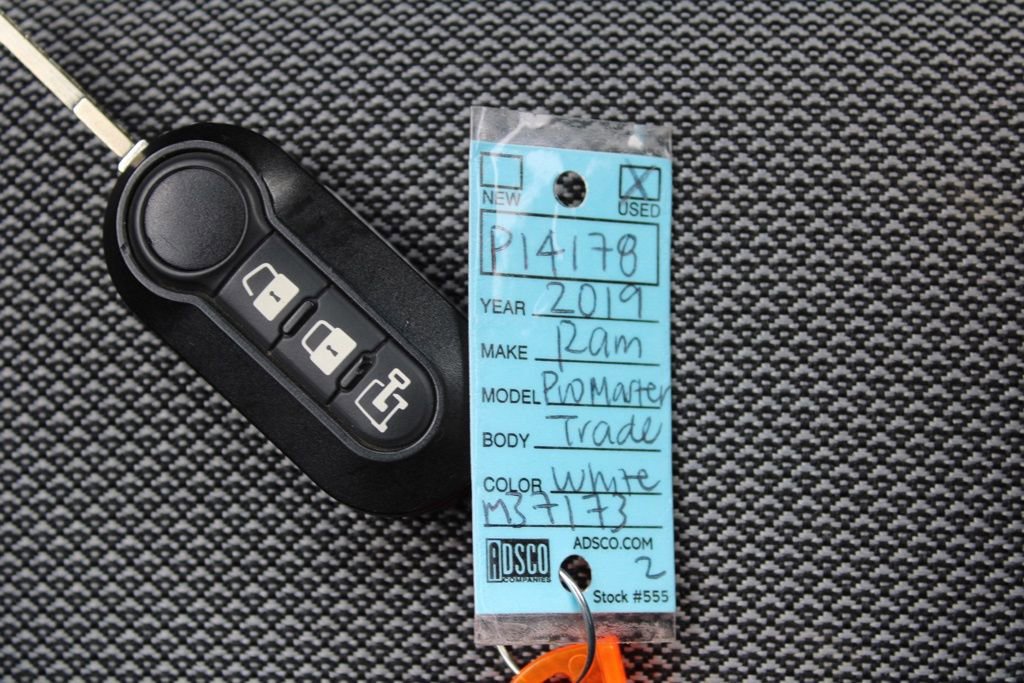 NEW X USED
P14178
YEAR 2019
MAKE Ram
MODEL ProMaster
BODY Trade
COLOR White
M37173
ADSCO COMPANIES ADSCO.COM
2
Stock #555